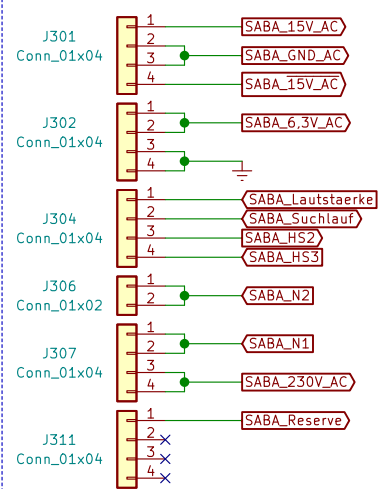 J301
Conn_01x04
1
2
3
4
SABA_15V_AC
SABA_GND_AC
SABA_15V_AC
J302
Conn_01x04
1
2
3
4
SABA_6,3V_AC
J304
Conn_01x04
1
2
3
4
SABA_Lautstaerke
SABA_Suchlauf
SABA_HS2
SABA_HS3
J306
Conn_01x02
1
2
SABA_N2
J307
Conn_01x04
1
2
3
4
SABA_N1
SABA_230V_AC
J311
Conn_01x04
1
2
3
4
SABA_Reserve